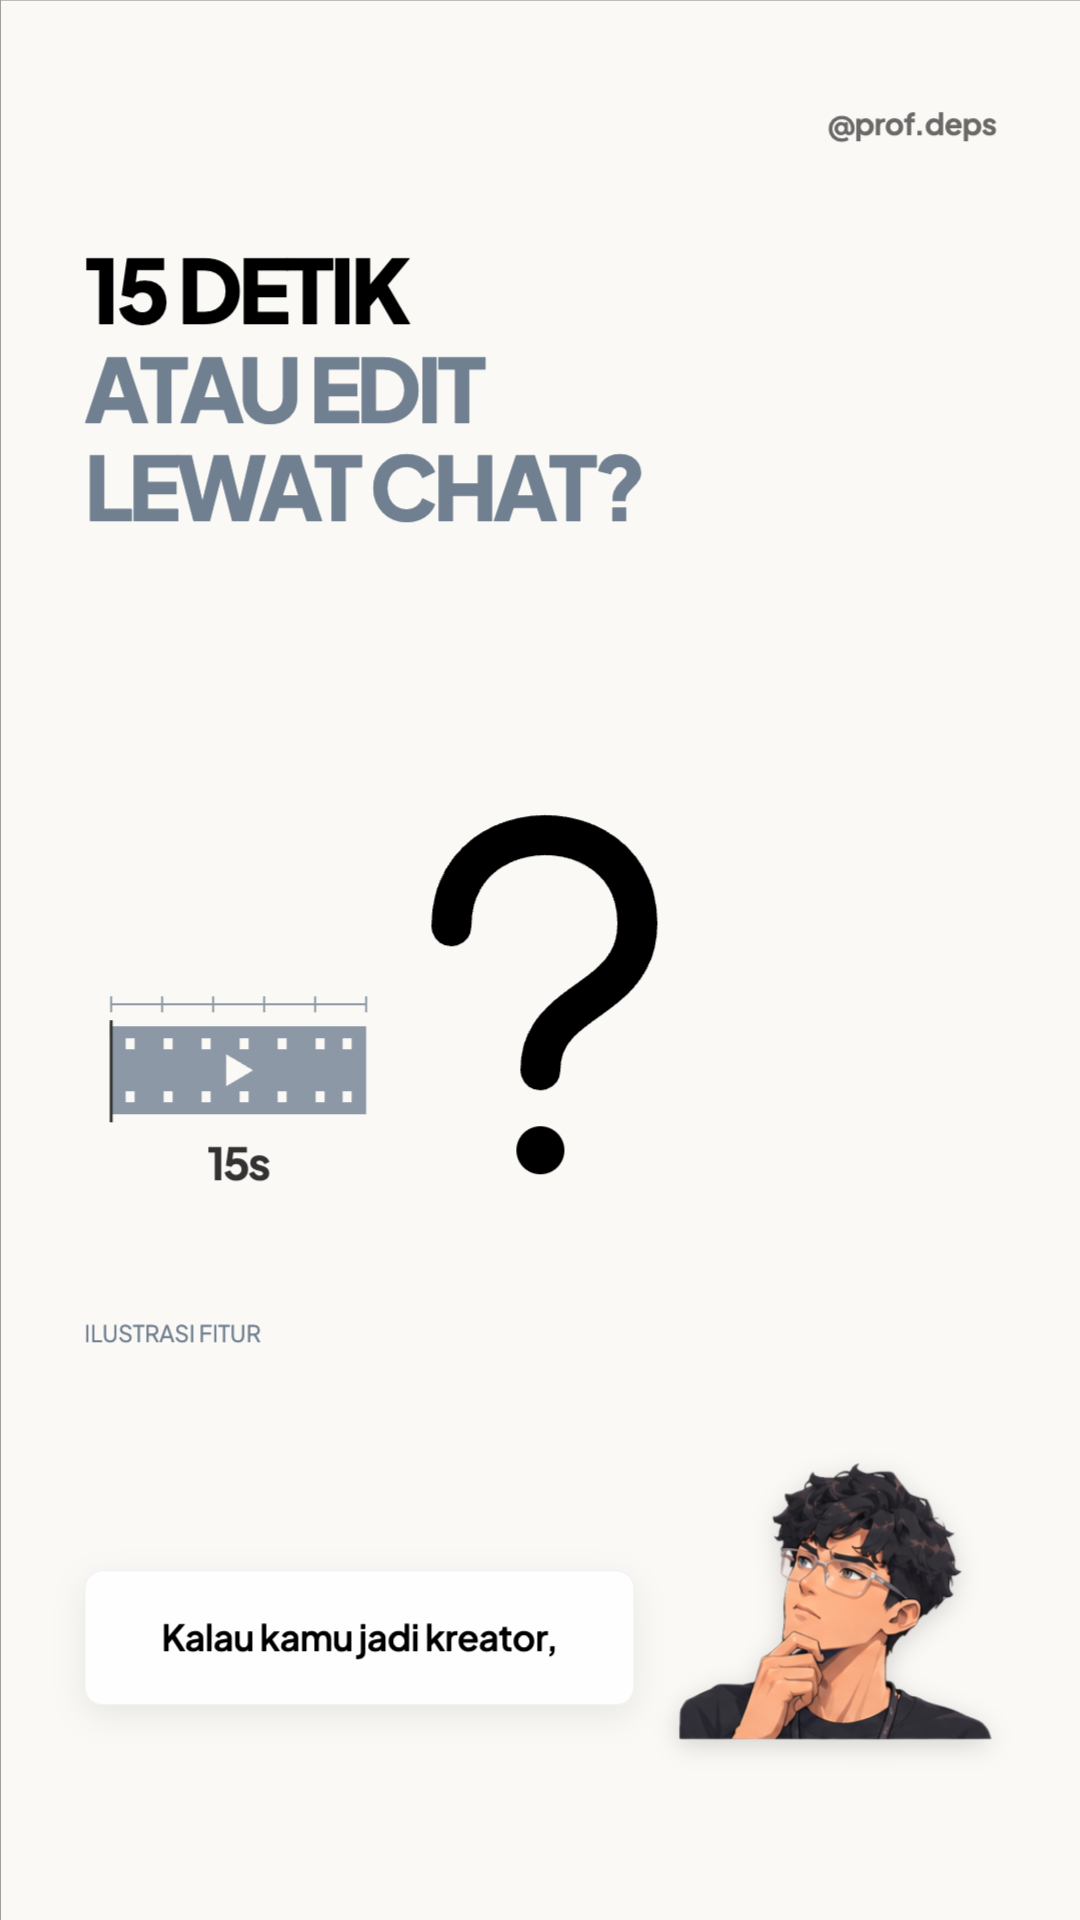 @prof.deps
15 DETIK
ATAU EDIT
LEWAT CHAT?
?
15s
ILUSTRASI FITUR
Kalau kamu jadi kreator,